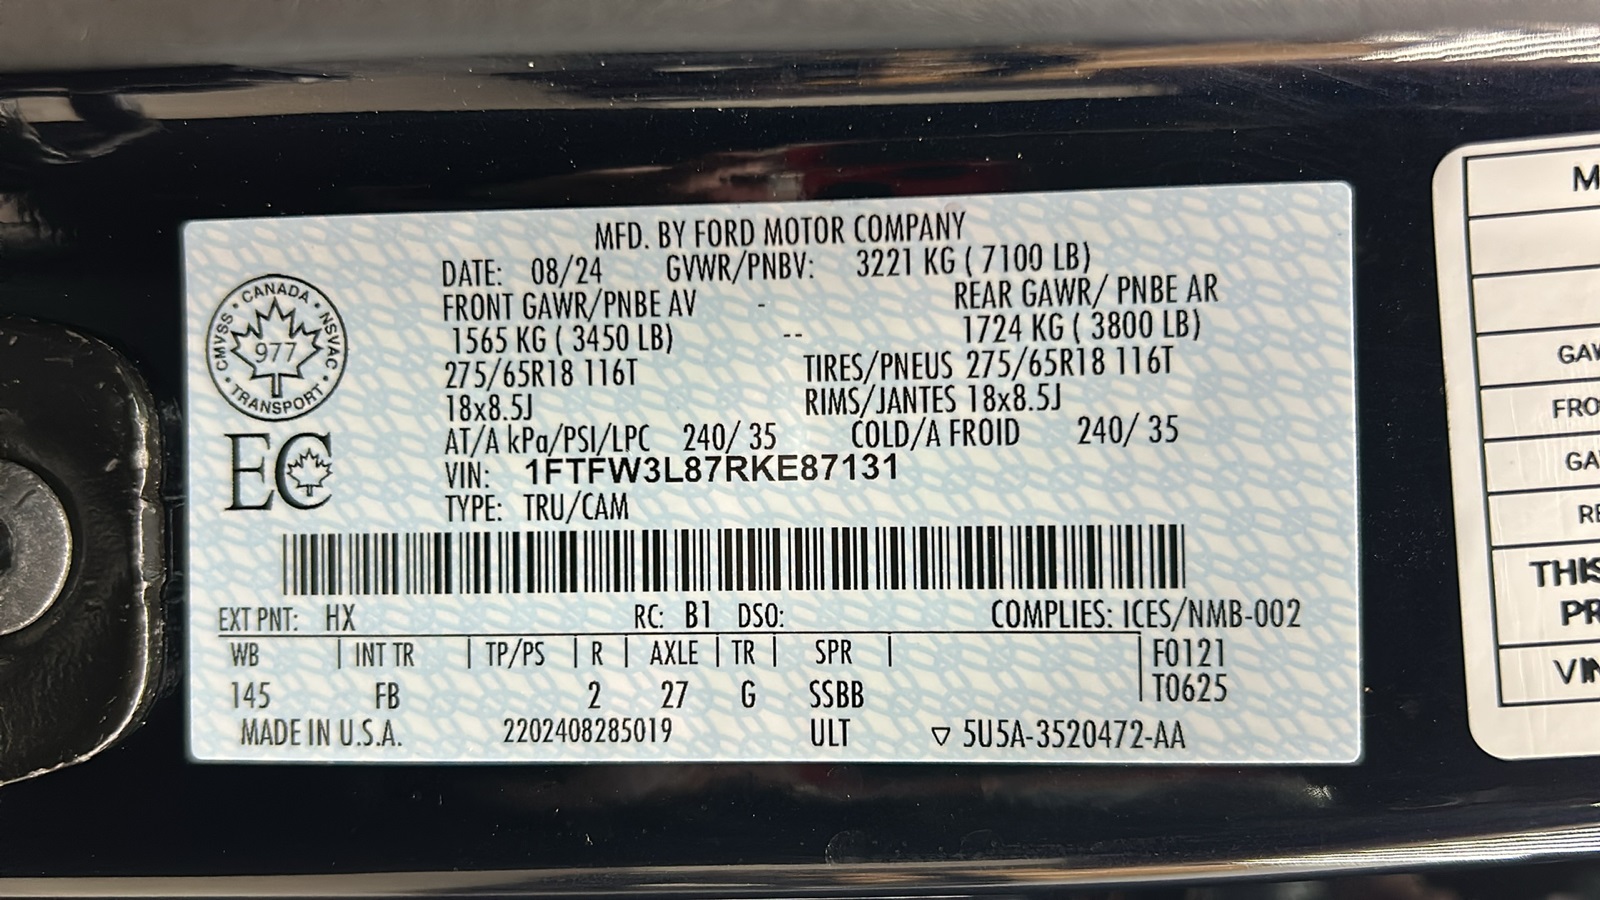 MFD. BY FORD MOTOR COMPANY
DATE: 08/24 GVWR/PNBV: 3221 KG ( 7100 LB)
FRONT GAWR/PNBE AV - REAR GAWR/ PNBE AR
1565 KG ( 3450 LB) -- 1724 KG ( 3800 LB)
275/65R18 116T TIRES/PNEUS 275/65R18 116T
18x8.5J RIMS/JANTES 18x8.5J
AT/A kPa/PSI/LPC 240/ 35 COLD/A FROID 240/ 35
VIN: 1FTFW3L87RKE87131
TYPE: TRU/CAM
CANADA • NSVAC • TRANSPORT • CMVSS •
977
EC
EXT PNT: HX RC: B1 DSO: COMPLIES: ICES/NMB-002
WB | INT TR | TP/PS | R | AXLE | TR | SPR | F0121
145 FB 2 27 G SSBB T0625
MADE IN U.S.A. 2202408285019 ULT ▽ 5U5A-3520472-AA
M
GAW
FRO
GA
RE
THIS
PR
VIN